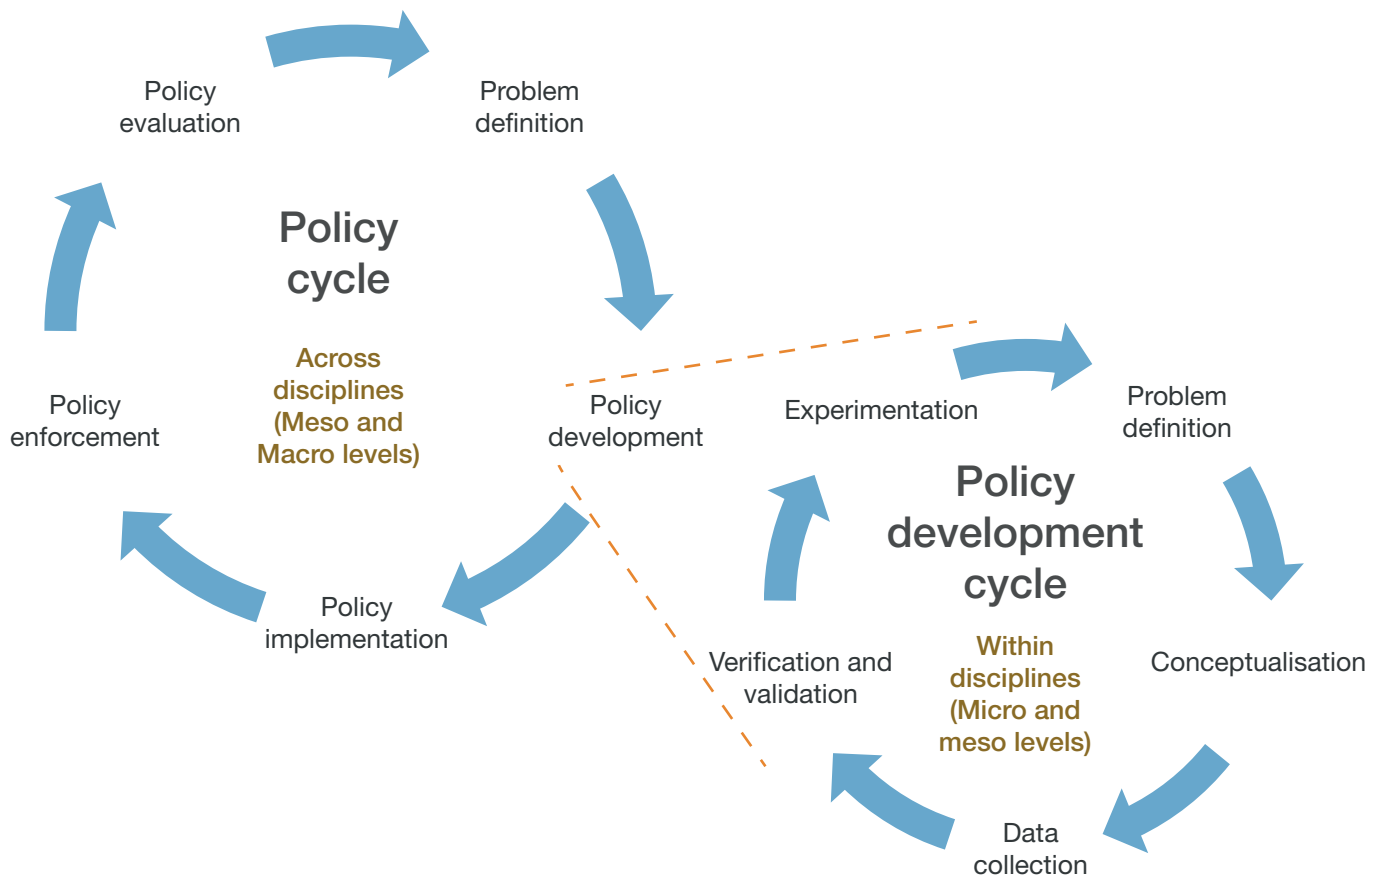 Policy
evaluation
Problem
definition
Policy
cycle
Across
disciplines
(Meso and
Macro levels)
Policy
enforcement
Policy
development
Policy
implementation
Experimentation
Problem
definition
Policy
development
cycle
Within
disciplines
(Micro and
meso levels)
Verification and
validation
Conceptualisation
Data
collection